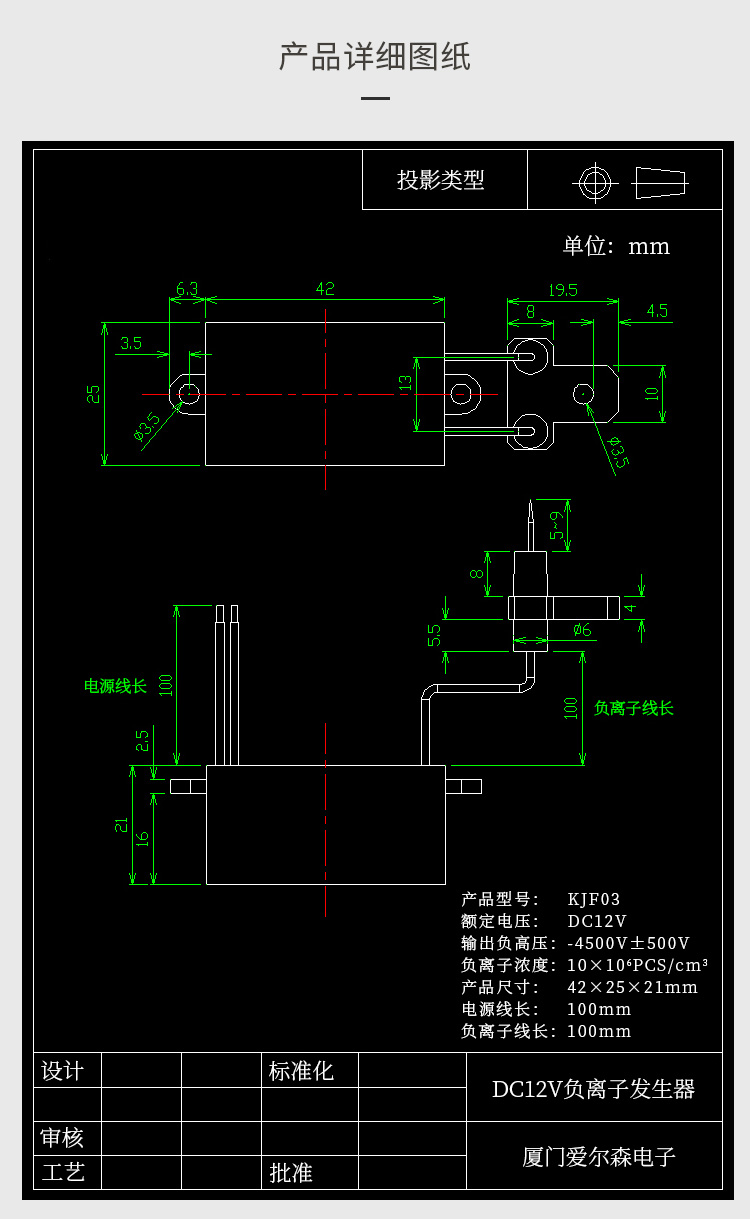 产品详细图纸
投影类型
单位：mm
6.3
42
19.5
8
4.5
3.5
25
13
10
Ø3.5
Ø3.5
5~9
8
4
5.5
Ø6
电源线长
100
100
负离子线长
2.5
21
16
产品型号： KJF03
额定电压： DC12V
输出负高压：-4500V±500V
负离子浓度：10×10⁶PCS/cm³
产品尺寸： 42×25×21mm
电源线长： 100mm
负离子线长：100mm
设计 标准化
DC12V负离子发生器
审核
厦门爱尔森电子
工艺 批准